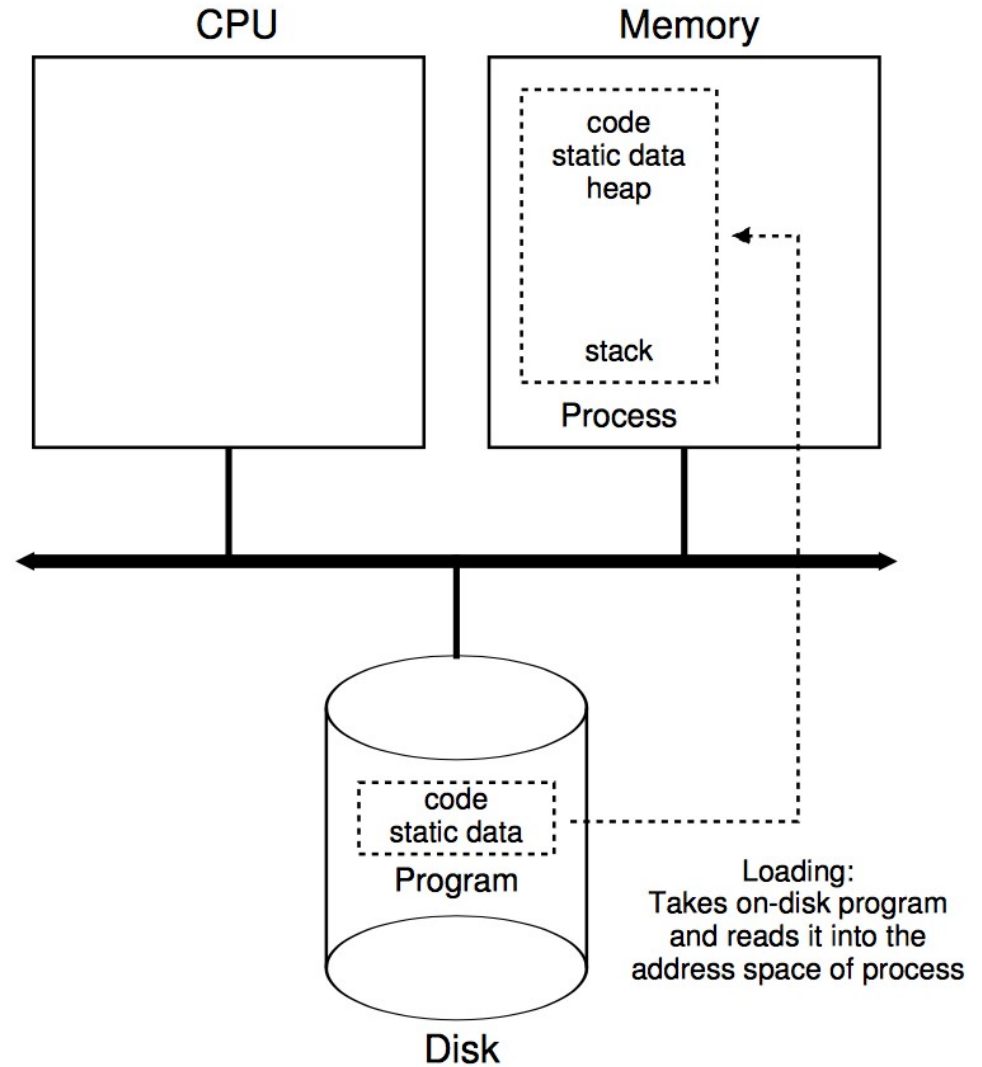 CPU
Memory
code
static data
heap
stack
Process
code
static data
Program
Loading:
Takes on-disk program
and reads it into the
address space of process
Disk